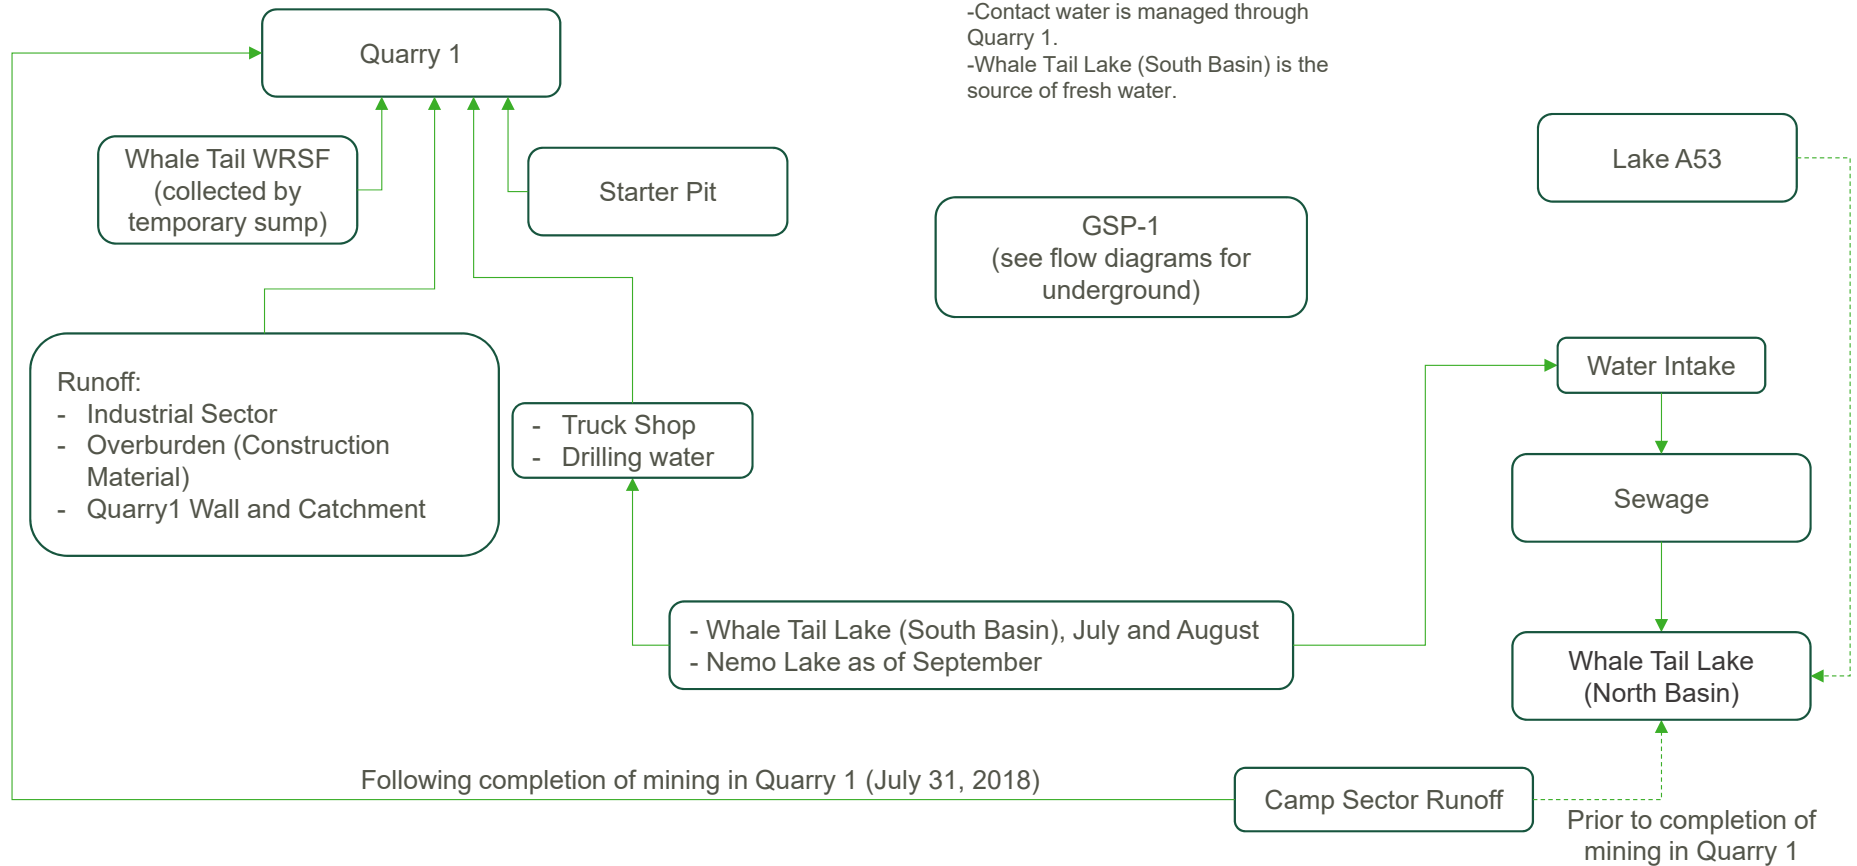 -Contact water is managed through
Quarry 1.
-Whale Tail Lake (South Basin) is the
source of fresh water.
Quarry 1
Whale Tail WRSF
(collected by
temporary sump)
Starter Pit
Lake A53
GSP-1
(see flow diagrams for
underground)
Runoff:
- Industrial Sector
- Overburden (Construction
Material)
- Quarry1 Wall and Catchment
- Truck Shop
- Drilling water
Water Intake
Sewage
- Whale Tail Lake (South Basin), July and August
- Nemo Lake as of September
Whale Tail Lake
(North Basin)
Following completion of mining in Quarry 1 (July 31, 2018)
Camp Sector Runoff
Prior to completion of
mining in Quarry 1